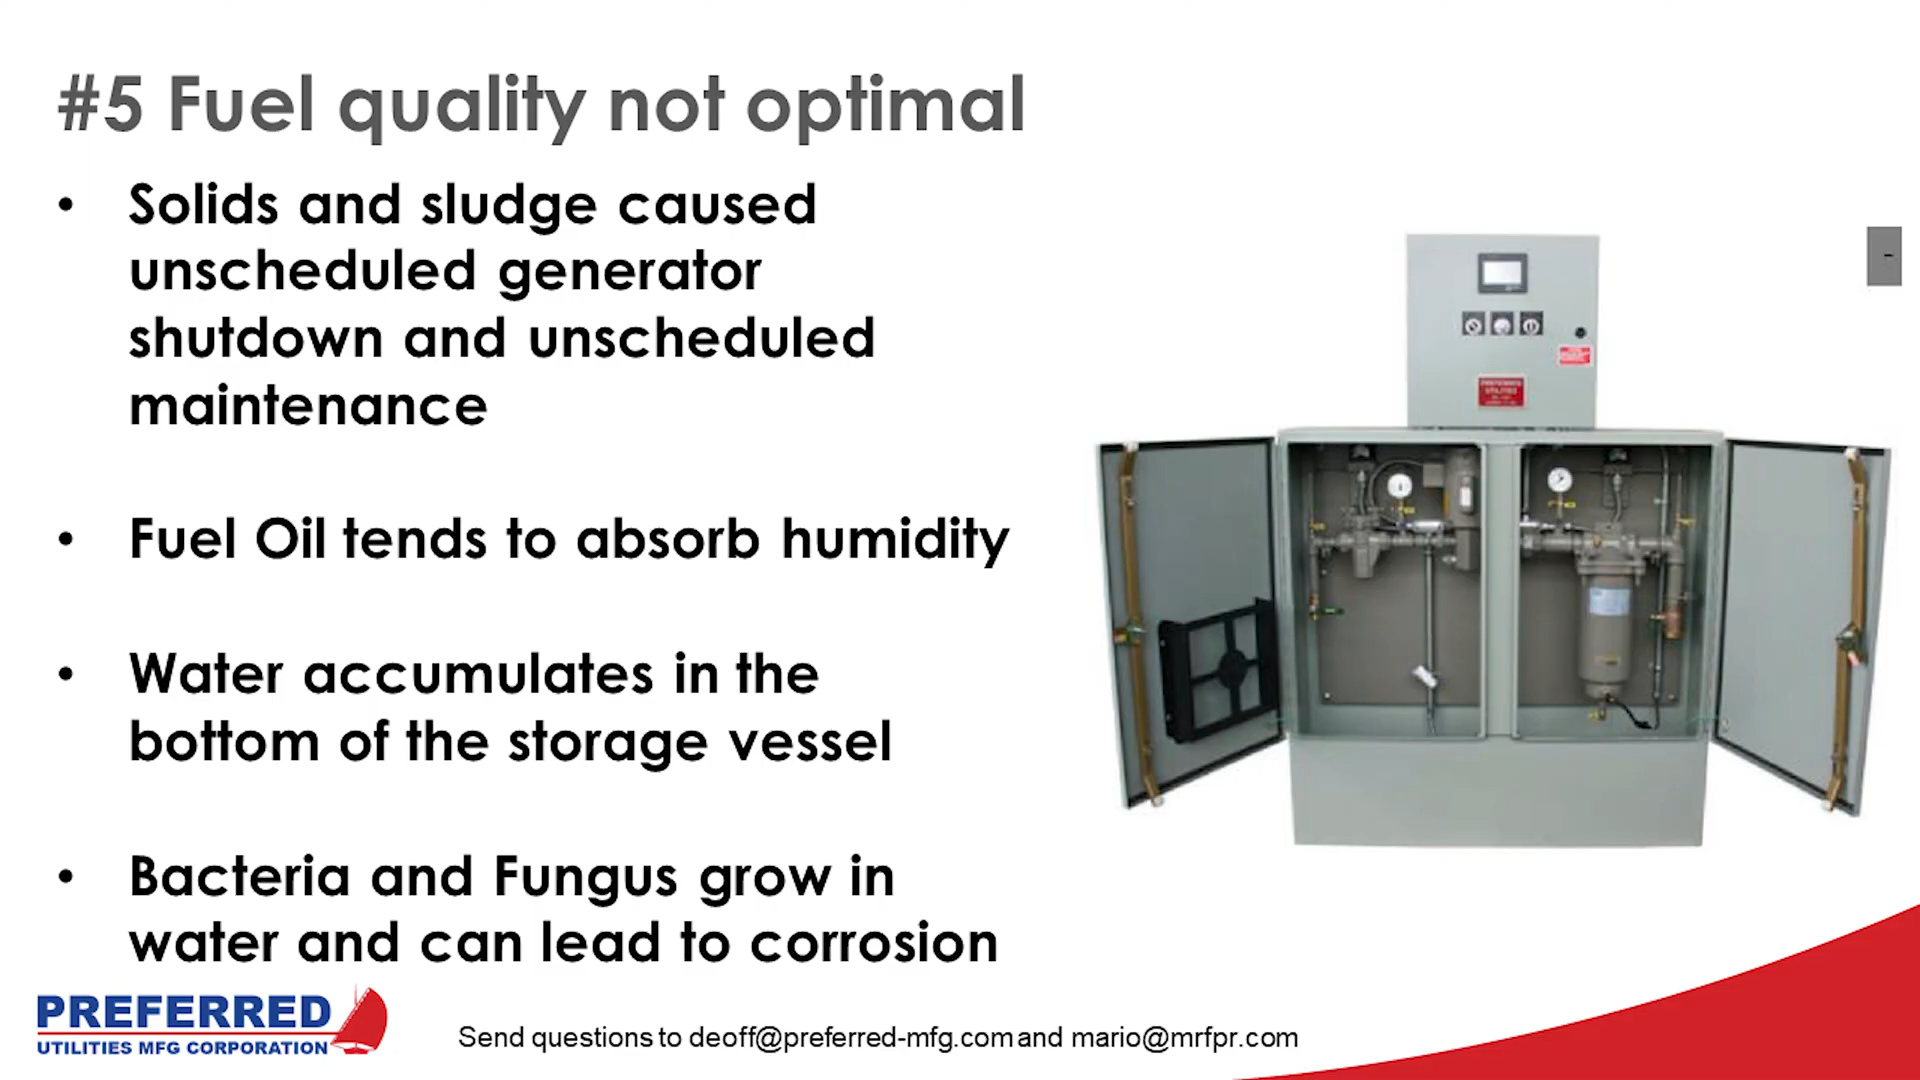 #5 Fuel quality not optimal
• Solids and sludge caused
unscheduled generator
shutdown and unscheduled
maintenance
• Fuel Oil tends to absorb humidity
• Water accumulates in the
bottom of the storage vessel
• Bacteria and Fungus grow in
water and can lead to corrosion
PREFERRED
UTILITIES MFG CORPORATION
Send questions to deoff@preferred-mfg.com and mario@mrfpr.com
PREFERRED
UTILITIES
-